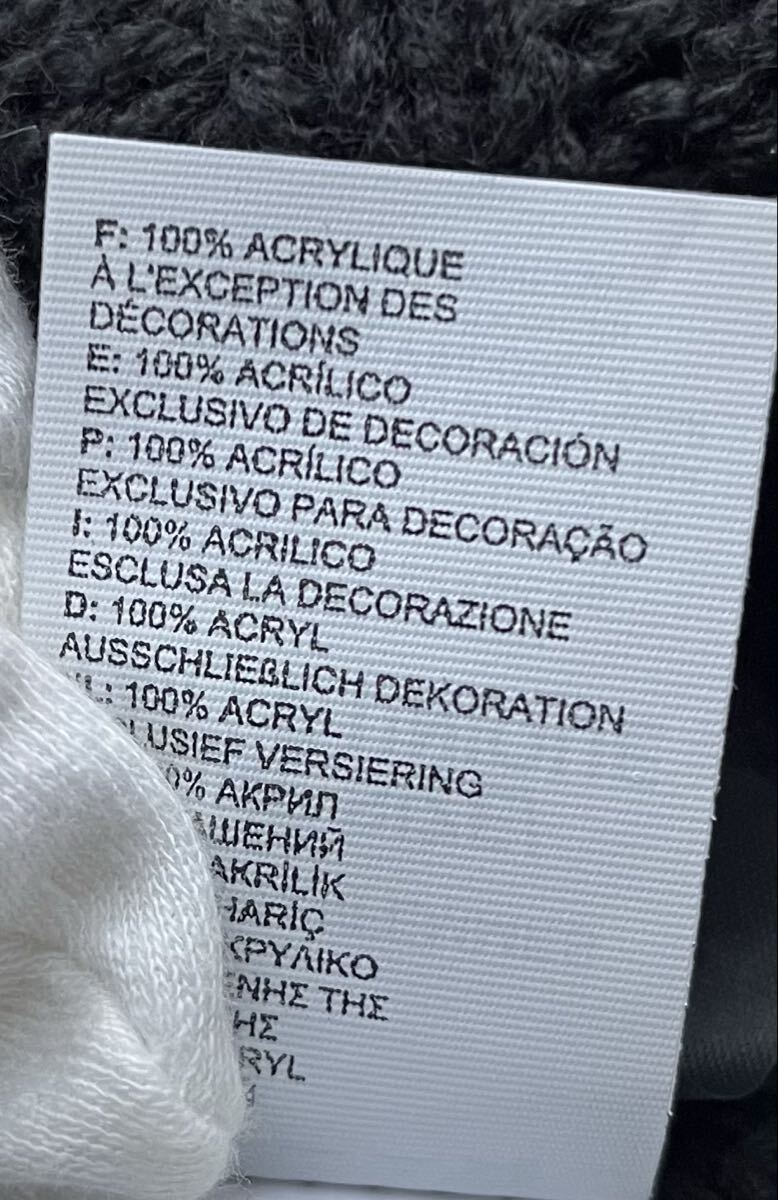 F: 100% ACRYLIQUE
À L'EXCEPTION DES
DÉCORATIONS
E: 100% ACRÍLICO
EXCLUSIVO DE DECORACIÓN
P: 100% ACRÍLICO
EXCLUSIVO PARA DECORAÇÃO
I: 100% ACRILICO
ESCLUSA LA DECORAZIONE
D: 100% ACRYL
AUSSCHLIEßLICH DEKORATION
100% ACRYL
VERSIERING
АКРИЛ
AKRİLİK
HARİÇ
ΤΗΣ